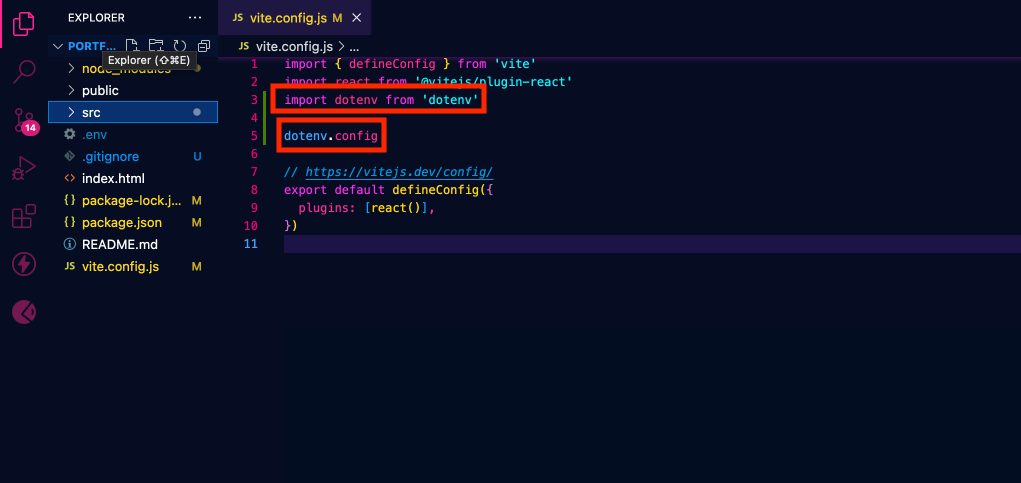 EXPLORER
PORTF...
Explorer (⇧⌘E)
node_modules
public
src
.env
.gitignore U
index.html
package-lock.j... M
package.json M
README.md
vite.config.js M
14
JS vite.config.js M
JS vite.config.js > ...
1 import { defineConfig } from 'vite'
2 import react from '@vitejs/plugin-react'
3 import dotenv from 'dotenv'
4
5 dotenv.config
6
7 // https://vitejs.dev/config/
8 export default defineConfig({
9 plugins: [react()],
10 })
11